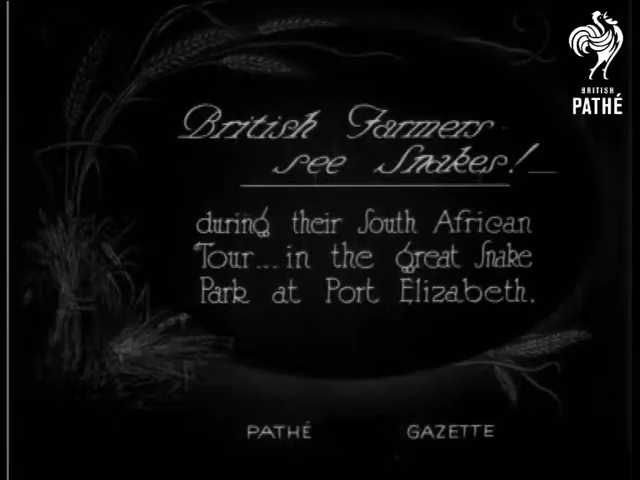 BRITISH
PATHÉ
British Farmers
see Snakes!
during their South African
Tour... in the great Snake
Park at Port Elizabeth.
PATHÉ GAZETTE